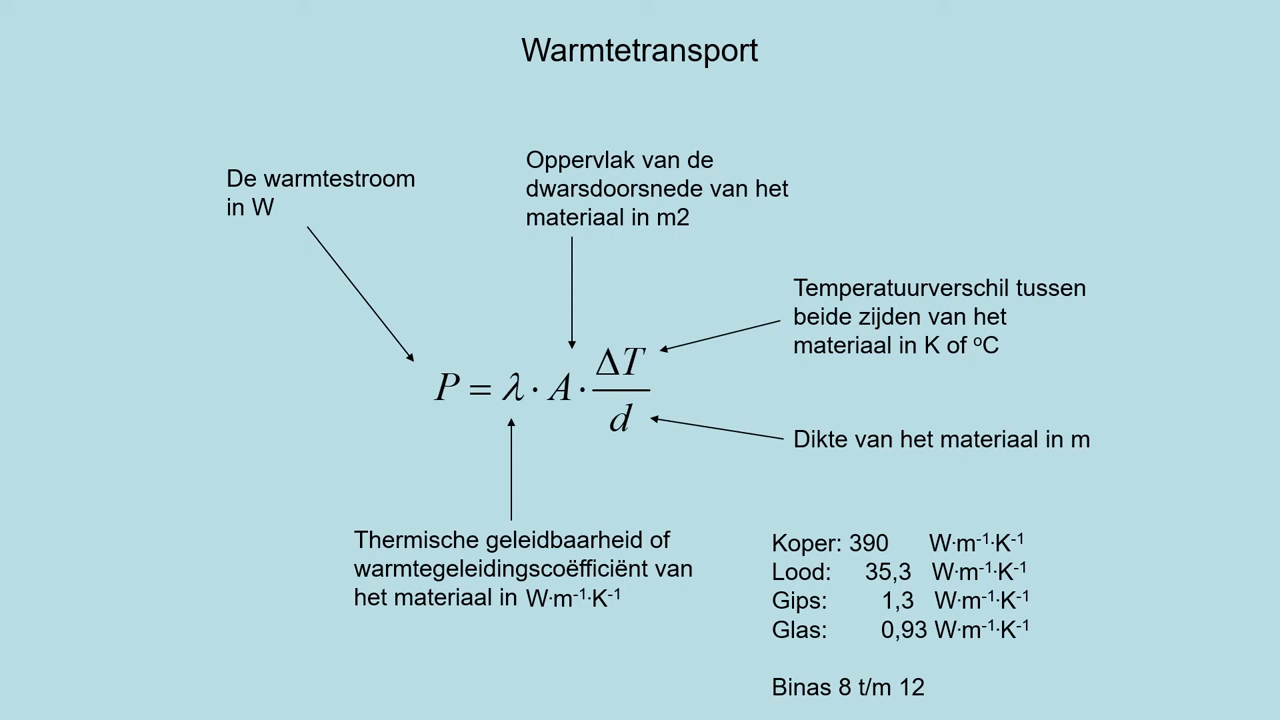 Warmtetransport
De warmtestroom
in W
Oppervlak van de
dwarsdoorsnede van het
materiaal in m2
Temperatuurverschil tussen
beide zijden van het
materiaal in K of ºC
P = λ · A · ΔT/d
Dikte van het materiaal in m
Thermische geleidbaarheid of
warmtegeleidingscoëfficiënt van
het materiaal in W·m⁻¹·K⁻¹
Koper: 390 W·m⁻¹·K⁻¹
Lood: 35,3 W·m⁻¹·K⁻¹
Gips: 1,3 W·m⁻¹·K⁻¹
Glas: 0,93 W·m⁻¹·K⁻¹
Binas 8 t/m 12